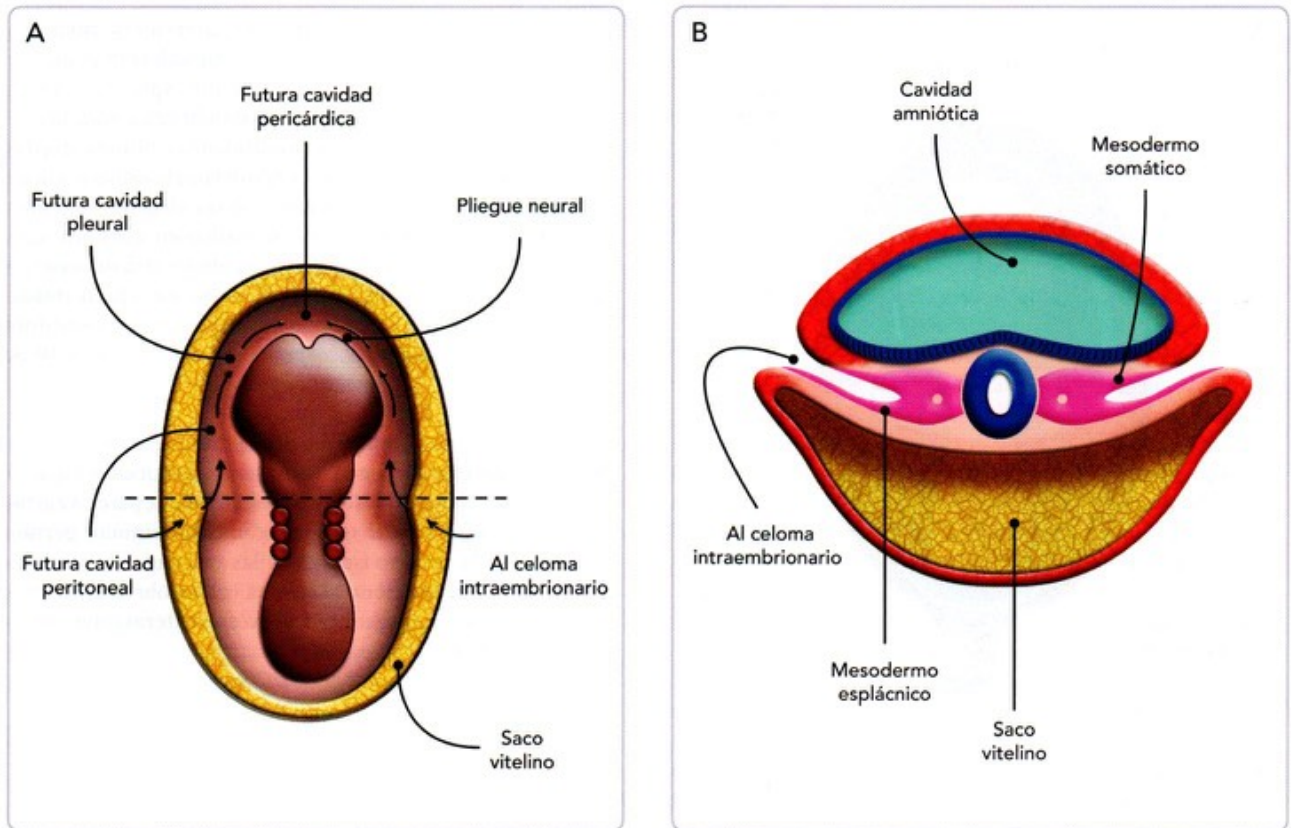 A
Futura cavidad
pericárdica
Futura cavidad
pleural
Pliegue neural
Futura cavidad
peritoneal
Al celoma
intraembrionario
Saco
vitelino
B
Cavidad
amniótica
Mesodermo
somático
Al celoma
intraembrionario
Mesodermo
esplácnico
Saco
vitelino